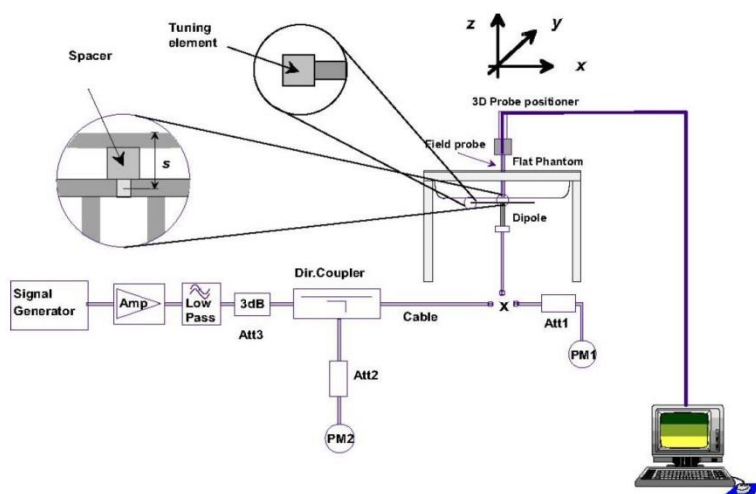 Tuning
element
Spacer
s
z
y
x
3D Probe positioner
Field probe
Flat Phantom
Dipole
Signal
Generator
Amp
Low
Pass
3dB
Att3
Dir.Coupler
Cable
x
Att1
PM1
Att2
PM2